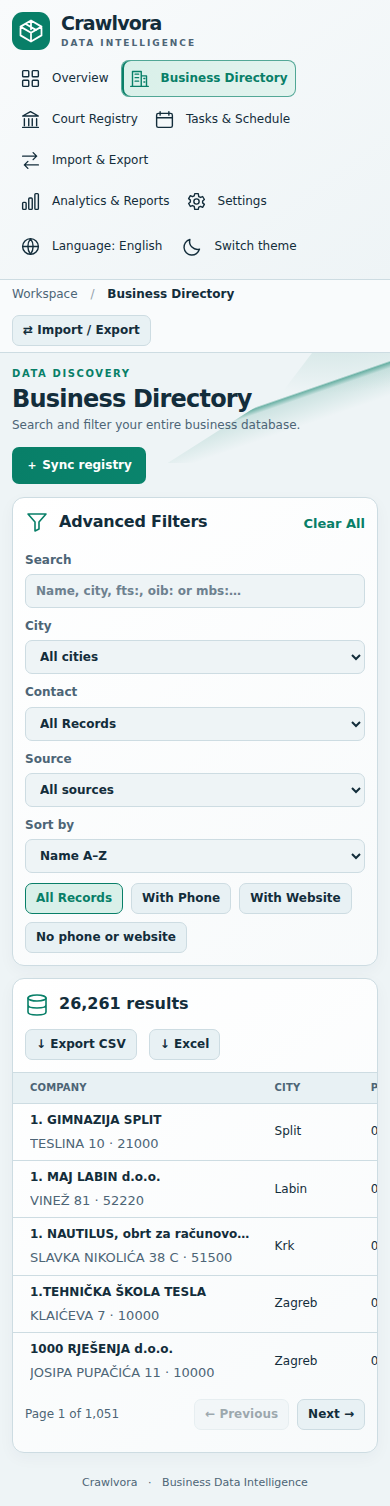 Crawlvora
DATA INTELLIGENCE
Overview
Business Directory
Court Registry
Tasks & Schedule
Import & Export
Analytics & Reports
Settings
Language: English
Switch theme
Workspace / Business Directory
⇄ Import / Export
DATA DISCOVERY
Business Directory
Search and filter your entire business database.
+ Sync registry
Advanced Filters
Clear All
Search
Name, city, fts:, oib: or mbs:…
City
All cities
Contact
All Records
Source
All sources
Sort by
Name A–Z
All Records
With Phone
With Website
No phone or website
26,261 results
↓ Export CSV
↓ Excel
COMPANY CITY P
1. GIMNAZIJA SPLIT
TESLINA 10 · 21000
Split 0
1. MAJ LABIN d.o.o.
VINEŽ 81 · 52220
Labin 0
1. NAUTILUS, obrt za računovo…
SLAVKA NIKOLIĆA 38 C · 51500
Krk 0
1.TEHNIČKA ŠKOLA TESLA
KLAIĆEVA 7 · 10000
Zagreb 0
1000 RJEŠENJA d.o.o.
JOSIPA PUPAČIĆA 11 · 10000
Zagreb 0
Page 1 of 1,051
← Previous
Next →
Crawlvora · Business Data Intelligence